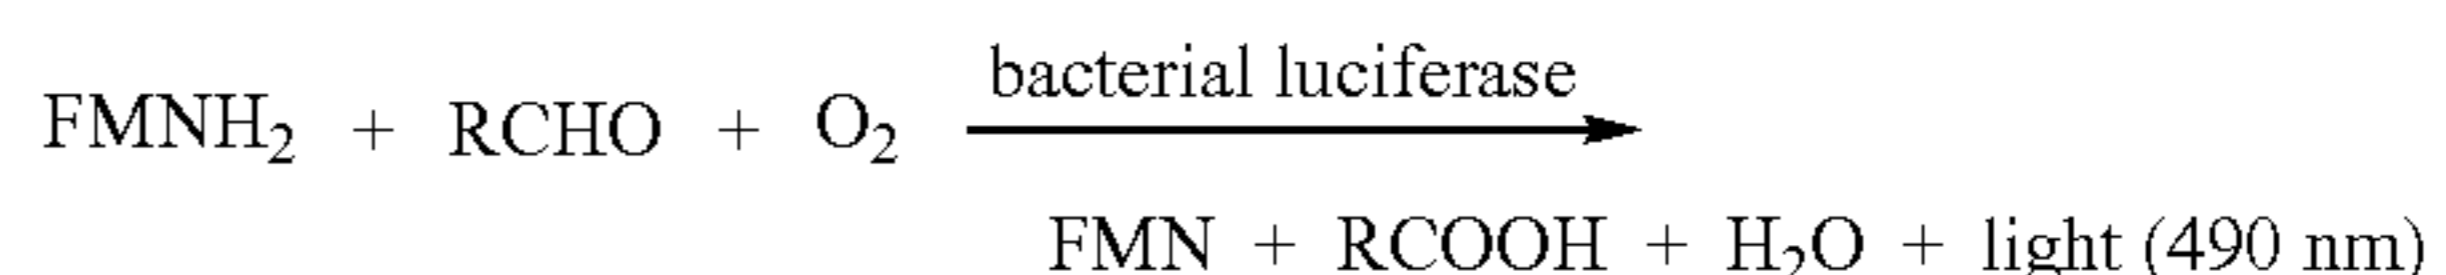 bacterial luciferase
FMNH₂ + RCHO + O₂
FMN + RCOOH + H₂O + light (490 nm)